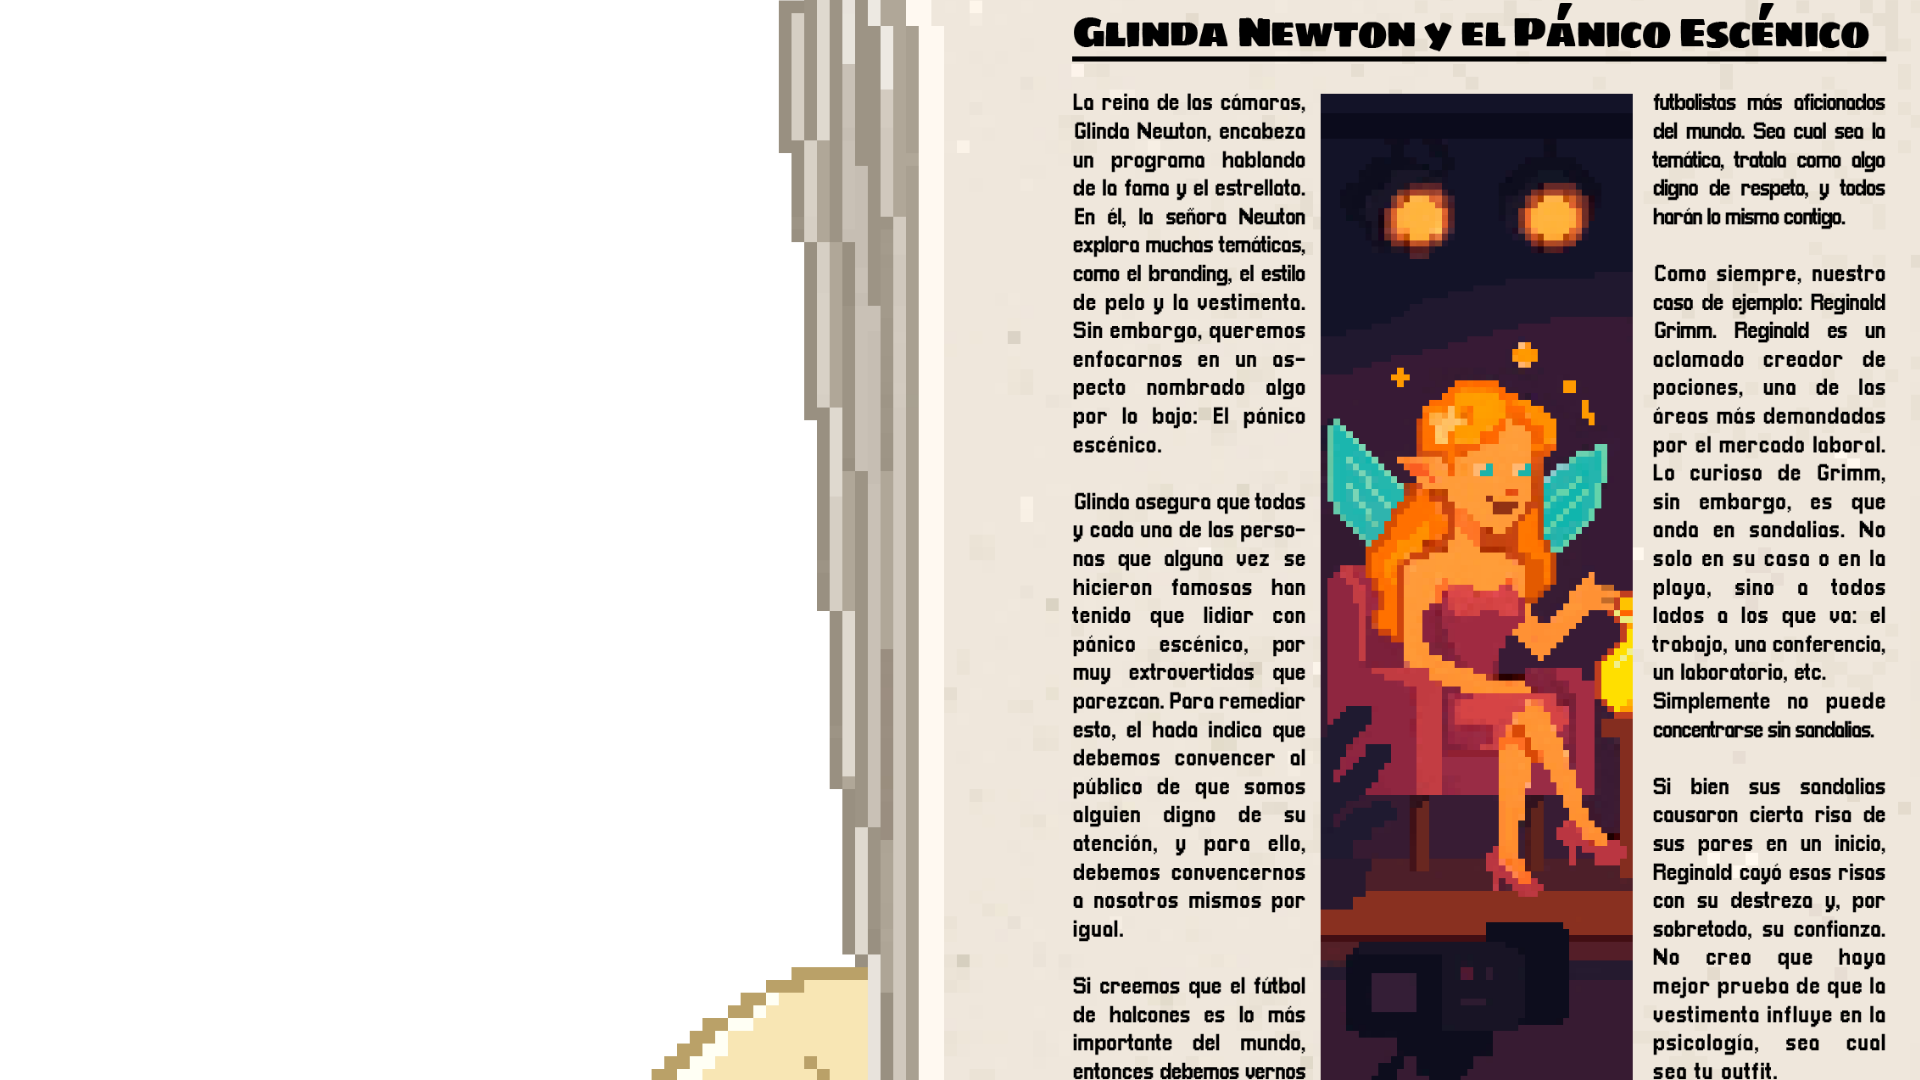 Glinda Newton y el Pánico Escénico
La reina de las cámaras,
Glinda Newton, encabeza
un programa hablando
de la fama y el estrellato.
En él, la señora Newton
explora muchas temáticas,
como el branding, el estilo
de pelo y la vestimenta.
Sin embargo, queremos
enfocarnos en un as-
pecto nombrado algo
por lo bajo: El pánico
escénico.
Glinda asegura que todas
y cada una de las perso-
nas que alguna vez se
hicieron famosas han
tenido que lidiar con
pánico escénico, por
muy extrovertidas que
parezcan. Para remediar
esto, el hada indica que
debemos convencer al
público de que somos
alguien digno de su
atención, y para ello,
debemos convencernos
a nosotros mismos por
igual.
Si creemos que el fútbol
de halcones es lo más
importante del mundo,
entonces debemos vernos
futbolistas más aficionados
del mundo. Sea cual sea la
temática, tratala como algo
digno de respeto, y todos
harán lo mismo contigo.
Como siempre, nuestro
caso de ejemplo: Reginald
Grimm. Reginald es un
aclamado creador de
pociones, una de las
áreas más demandadas
por el mercado laboral.
Lo curioso de Grimm,
sin embargo, es que
anda en sandalias. No
solo en su casa o en la
playa, sino a todos
lados a los que va: el
trabajo, una conferencia,
un laboratorio, etc.
Simplemente no puede
concentrarse sin sandalias.
Si bien sus sandalias
causaron cierta risa de
sus pares en un inicio,
Reginald cayó esas risas
con su destreza y, por
sobretodo, su confianza.
No creo que haya
mejor prueba de que la
vestimenta influye en la
psicología, sea cual
sea tu outfit.